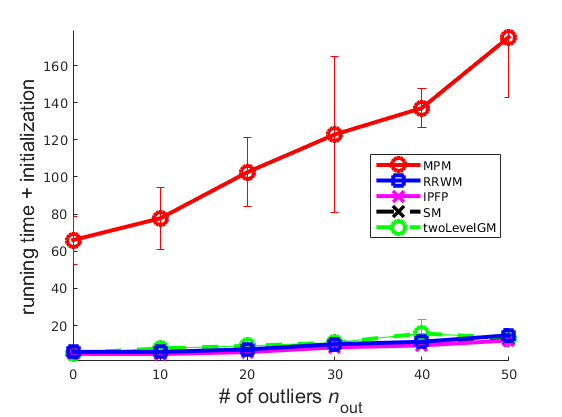 running time + initialization
160
140
120
100
80
60
40
20
0 10 20 30 40 50
# of outliers n_out
MPM
RRWM
IPFP
SM
twoLevelGM